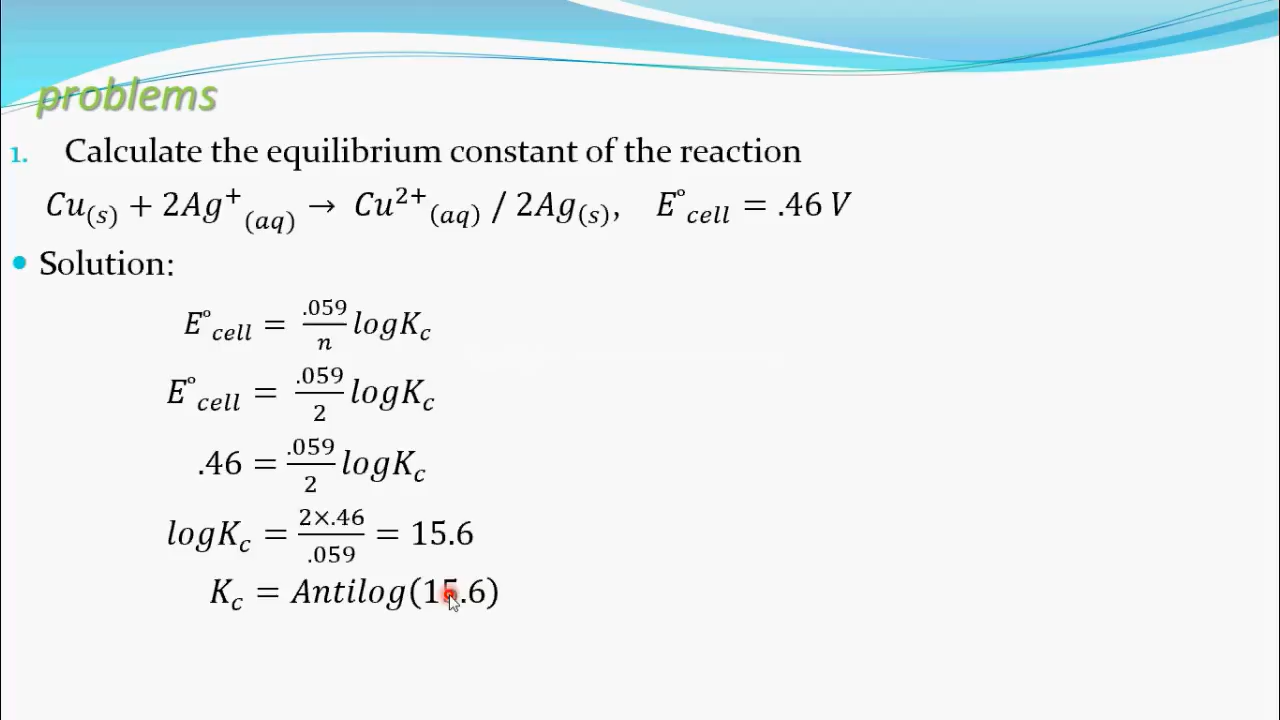 problems
1. Calculate the equilibrium constant of the reaction
Cu(s) + 2Ag⁺(aq) → Cu²⁺(aq) / 2Ag(s), E°cell = .46 V
• Solution:
E°cell = .059/n logKc
E°cell = .059/2 logKc
.46 = .059/2 logKc
logKc = 2×.46/.059 = 15.6
Kc = Antilog(15.6)